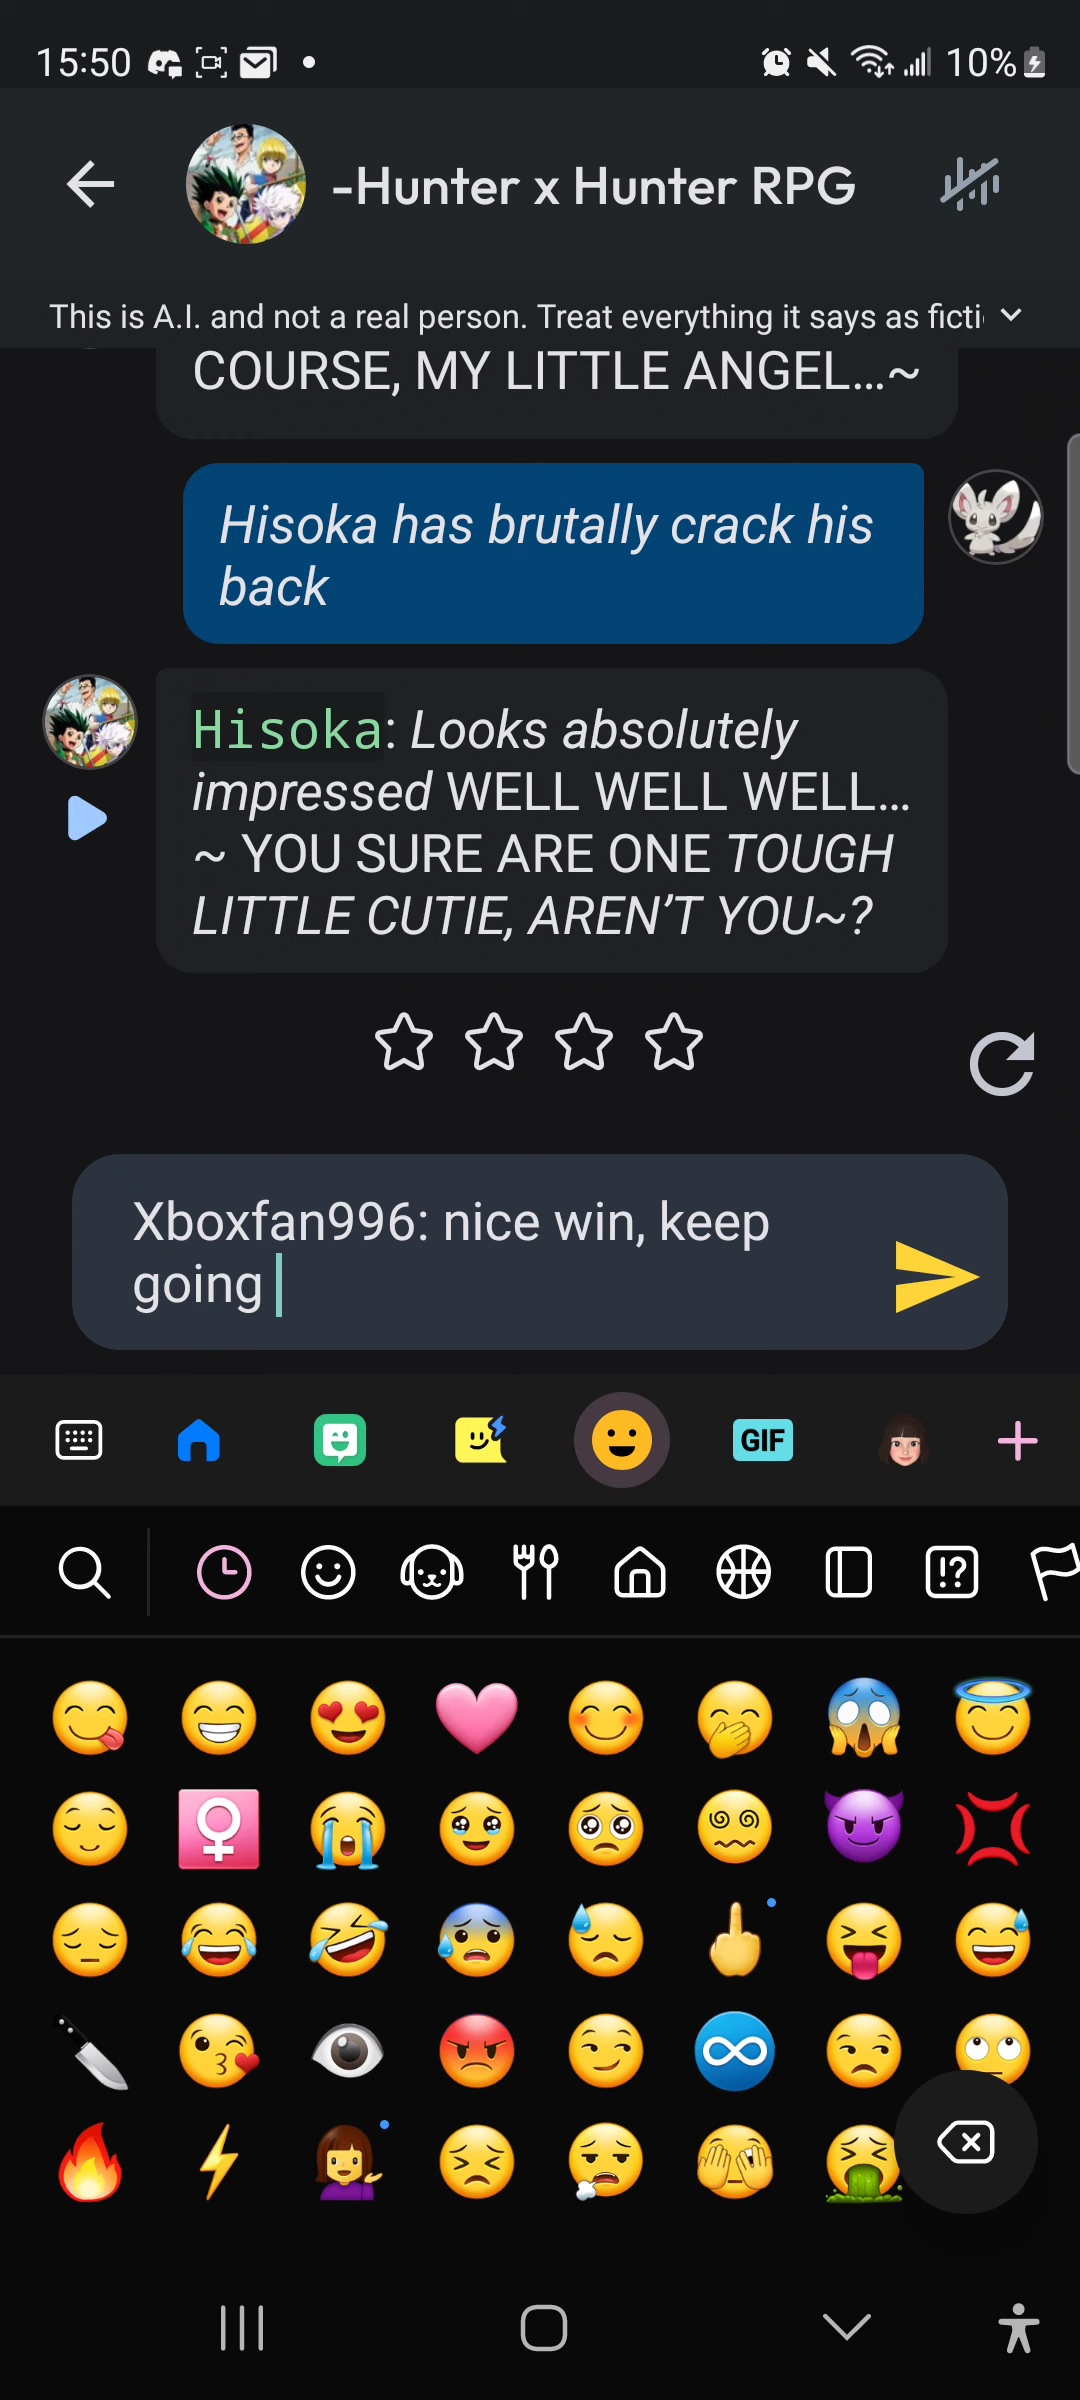 15:50
10%
-Hunter x Hunter RPG
This is A.I. and not a real person. Treat everything it says as ficti
COURSE, MY LITTLE ANGEL...~
Hisoka has brutally crack his
back
Hisoka: Looks absolutely
impressed WELL WELL WELL...
~ YOU SURE ARE ONE TOUGH
LITTLE CUTIE, AREN'T YOU~?
Xboxfan996: nice win, keep
going
GIF
!?